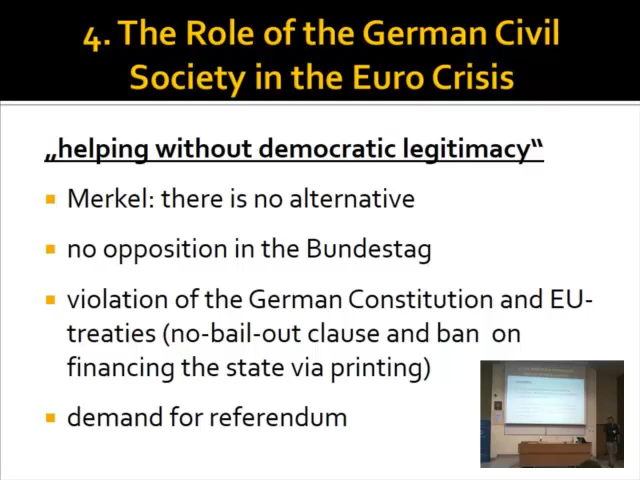 4. The Role of the German Civil
Society in the Euro Crisis
„helping without democratic legitimacy“
Merkel: there is no alternative
no opposition in the Bundestag
violation of the German Constitution and EU-
treaties (no-bail-out clause and ban on
financing the state via printing)
demand for referendum